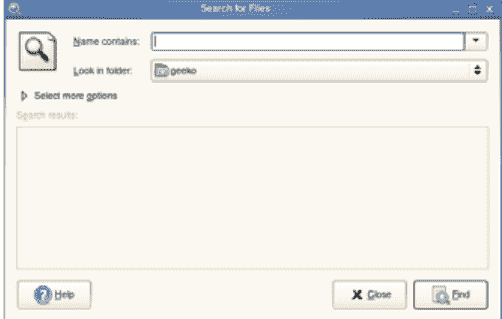 Search for Files
Name contains:
Look in folder: geeko
Select more options
Search results:
Help
Close
Find